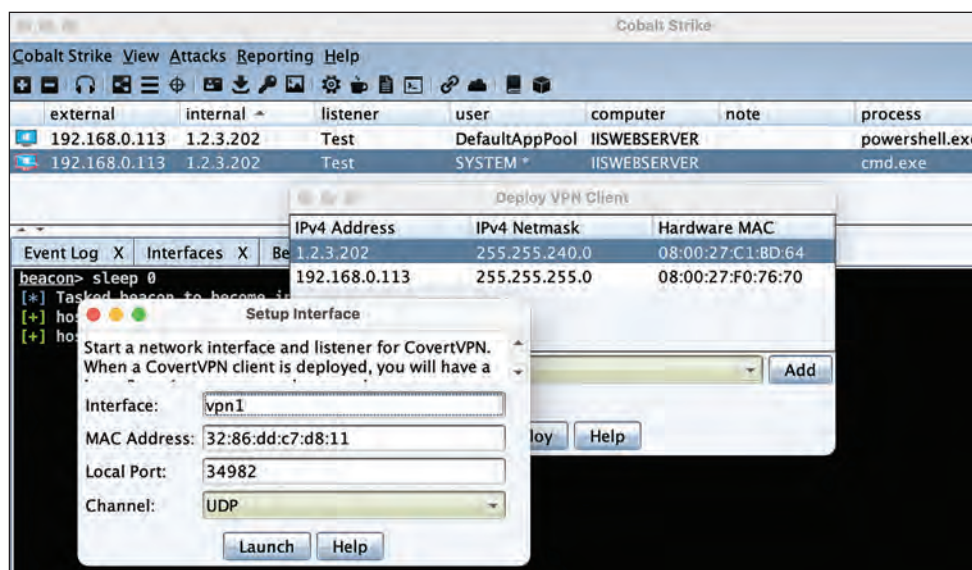 Cobalt Strike
Cobalt Strike View Attacks Reporting Help
external internal listener user computer note process
192.168.0.113 1.2.3.202 Test DefaultAppPool IISWEBSERVER powershell.exe
192.168.0.113 1.2.3.202 Test SYSTEM * IISWEBSERVER cmd.exe
Deploy VPN Client
IPv4 Address IPv4 Netmask Hardware MAC
1.2.3.202 255.255.240.0 08:00:27:C1:BD:64
192.168.0.113 255.255.255.0 08:00:27:F0:76:70
Add
Help
Event Log X Interfaces X Be
beacon> sleep 0
[*] Tasked beacon to become in
[+] hos
[+] hos
Setup Interface
Start a network interface and listener for CovertVPN.
When a CovertVPN client is deployed, you will have a
Interface: vpn1
MAC Address: 32:86:dd:c7:d8:11
Local Port: 34982
Channel: UDP
Launch Help